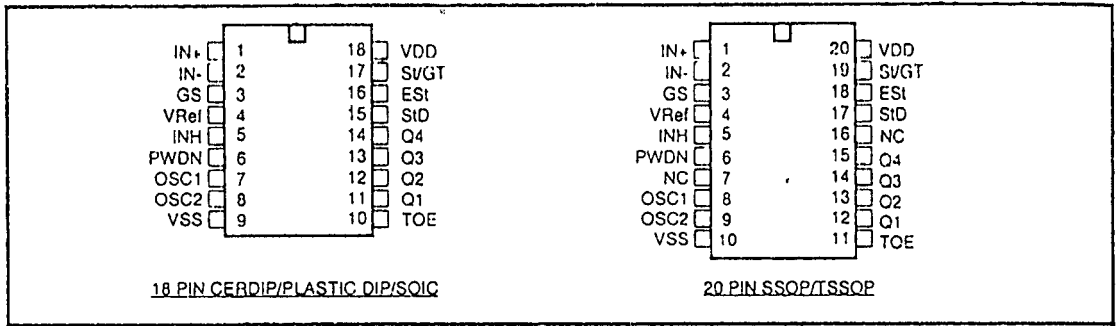 IN+ 1 18 VDD
IN- 2 17 St/GT
GS 3 16 ESt
VRef 4 15 StD
INH 5 14 Q4
PWDN 6 13 Q3
OSC1 7 12 Q2
OSC2 8 11 Q1
VSS 9 10 TOE
18 PIN CERDIP/PLASTIC DIP/SOIC
IN+ 1 20 VDD
IN- 2 19 St/GT
GS 3 18 ESt
VRef 4 17 StD
INH 5 16 NC
PWDN 6 15 Q4
NC 7 14 Q3
OSC1 8 13 Q2
OSC2 9 12 Q1
VSS 10 11 TOE
20 PIN SSOP/TSSOP